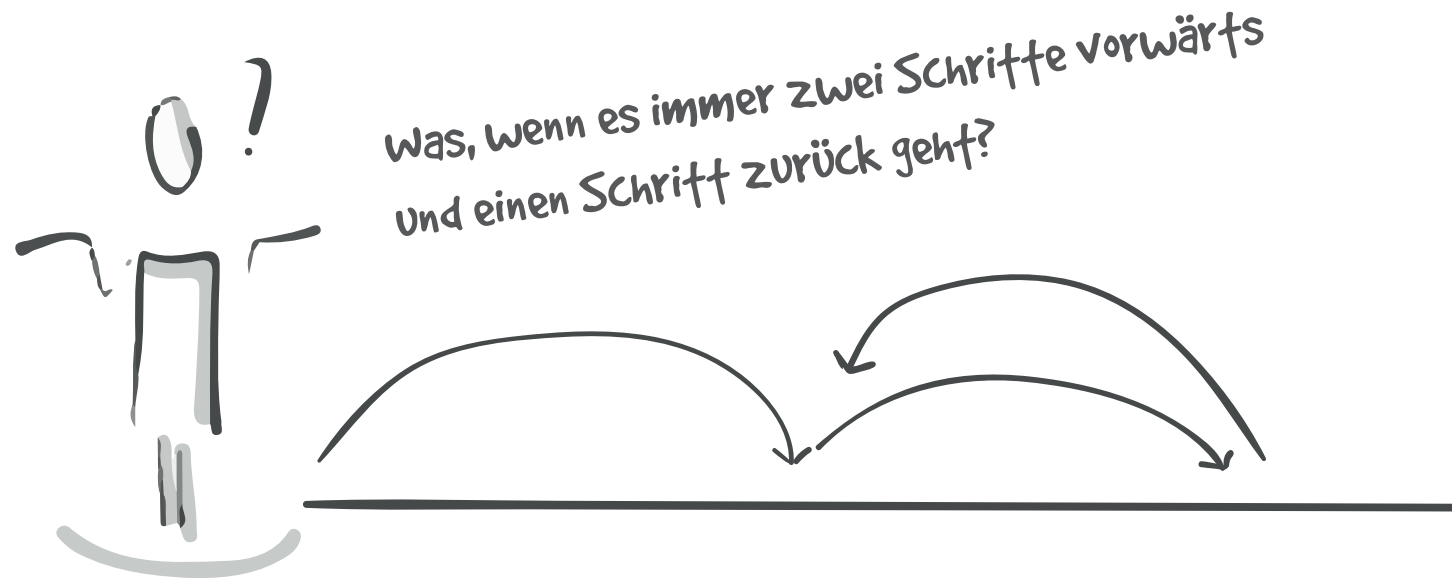 ?
Was, wenn es immer zwei Schritte vorwärts
und einen Schritt zurück geht?